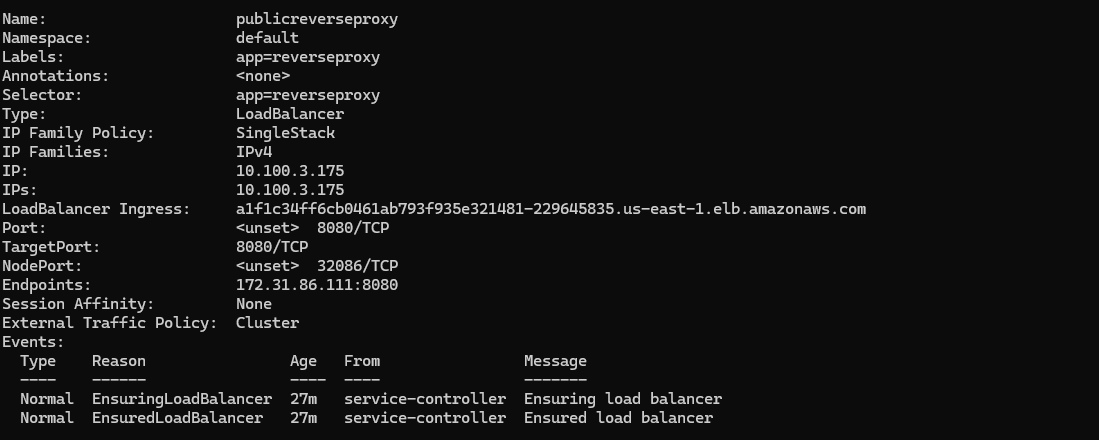 Name:                     publicreverseproxy
Namespace:                default
Labels:                   app=reverseproxy
Annotations:              <none>
Selector:                 app=reverseproxy
Type:                     LoadBalancer
IP Family Policy:         SingleStack
IP Families:              IPv4
IP:                       10.100.3.175
IPs:                      10.100.3.175
LoadBalancer Ingress:     a1f1c34ff6cb0461ab793f935e321481-229645835.us-east-1.elb.amazonaws.com
Port:                     <unset>  8080/TCP
TargetPort:               8080/TCP
NodePort:                 <unset>  32086/TCP
Endpoints:                172.31.86.111:8080
Session Affinity:         None
External Traffic Policy:  Cluster
Events:
  Type    Reason                Age   From                Message
  ----    ------                ----  ----                -------
  Normal  EnsuringLoadBalancer  27m   service-controller  Ensuring load balancer
  Normal  EnsuredLoadBalancer   27m   service-controller  Ensured load balancer